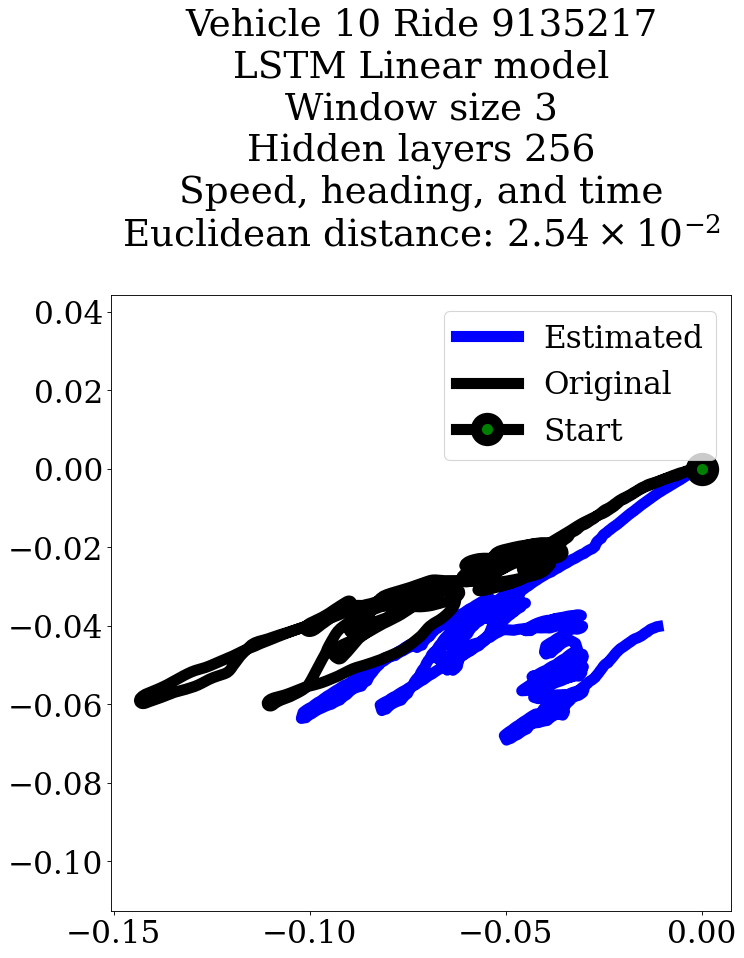 Vehicle 10 Ride 9135217
LSTM Linear model
Window size 3
Hidden layers 256
Speed, heading, and time
Euclidean distance: 2.54 × 10⁻²
Estimated
Original
Start
0.04
0.02
0.00
−0.02
−0.04
−0.06
−0.08
−0.10
−0.15 −0.10 −0.05 0.00